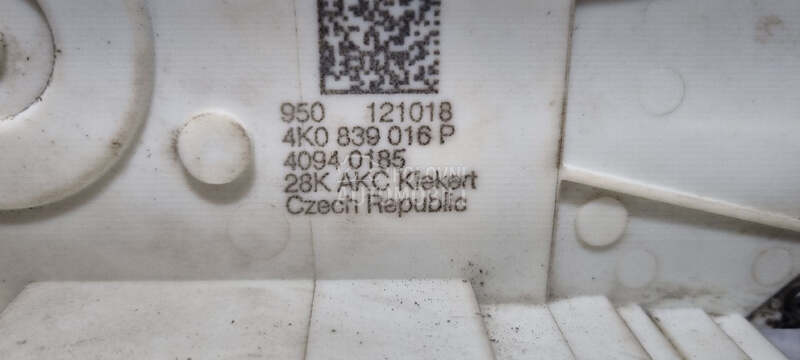 950 121018
4K0 839 016 P
4094 0185
28K AKC Kiekert
Czech Republic